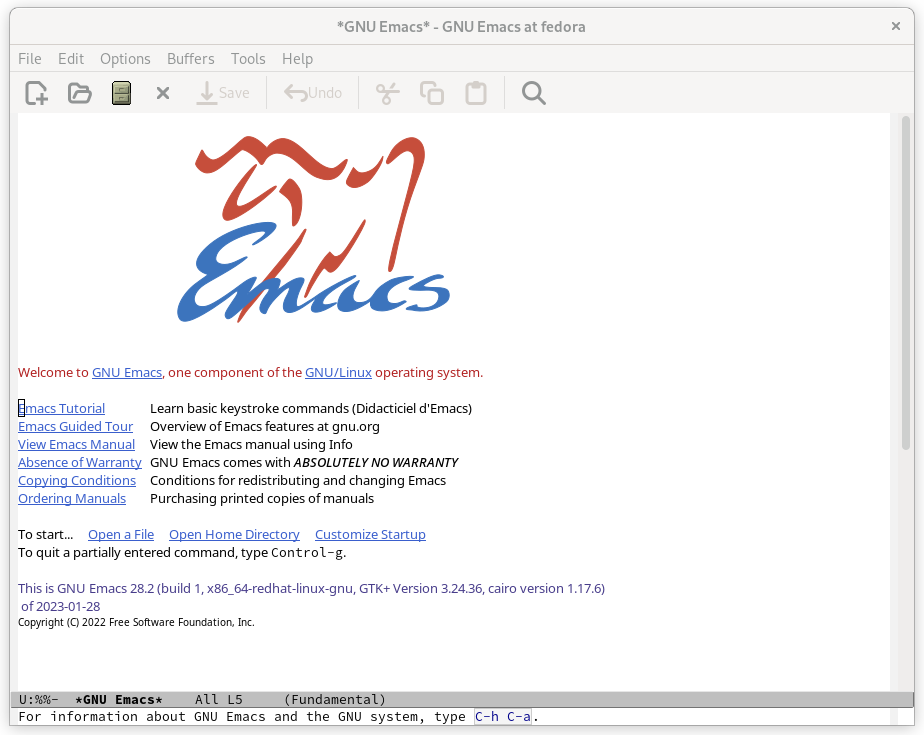 *GNU Emacs* - GNU Emacs at fedora
File Edit Options Buffers Tools Help
Save Undo
Emacs
Welcome to GNU Emacs, one component of the GNU/Linux operating system.
Emacs Tutorial Learn basic keystroke commands (Didacticiel d'Emacs)
Emacs Guided Tour Overview of Emacs features at gnu.org
View Emacs Manual View the Emacs manual using Info
Absence of Warranty GNU Emacs comes with ABSOLUTELY NO WARRANTY
Copying Conditions Conditions for redistributing and changing Emacs
Ordering Manuals Purchasing printed copies of manuals
To start... Open a File Open Home Directory Customize Startup
To quit a partially entered command, type Control-g.
This is GNU Emacs 28.2 (build 1, x86_64-redhat-linux-gnu, GTK+ Version 3.24.36, cairo version 1.17.6)
of 2023-01-28
Copyright (C) 2022 Free Software Foundation, Inc.
U:%%- *GNU Emacs* All L5 (Fundamental)
For information about GNU Emacs and the GNU system, type C-h C-a.